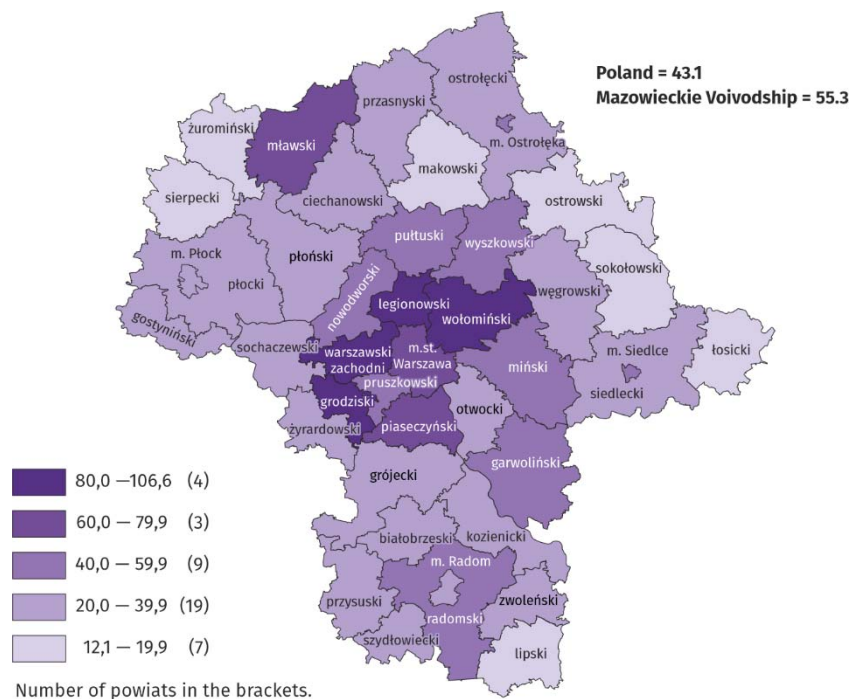 Poland = 43.1
Mazowieckie Voivodship = 55.3
ostrołęcki
przasnyski
żuromiński
mławski
m. Ostrołęka
makowski
sierpecki
ciechanowski
ostrowski
pułtuski
wyszkowski
m. Płock
płoński
sokołowski
płocki
nowodworski
legionowski
węgrowski
wołomiński
gostyniński
sochaczewski
warszawski
zachodni
m.st.
Warszawa
m. Siedlce
łosicki
miński
pruszkowski
siedlecki
grodziski
otwocki
żyrardowski
piaseczyński
garwoliński
grójecki
białobrzeski
kozienicki
m. Radom
przysuski
zwoleński
radomski
szydłowiecki
lipski
80,0 — 106,6 (4)
60,0 — 79,9 (3)
40,0 — 59,9 (9)
20,0 — 39,9 (19)
12,1 — 19,9 (7)
Number of powiats in the brackets.